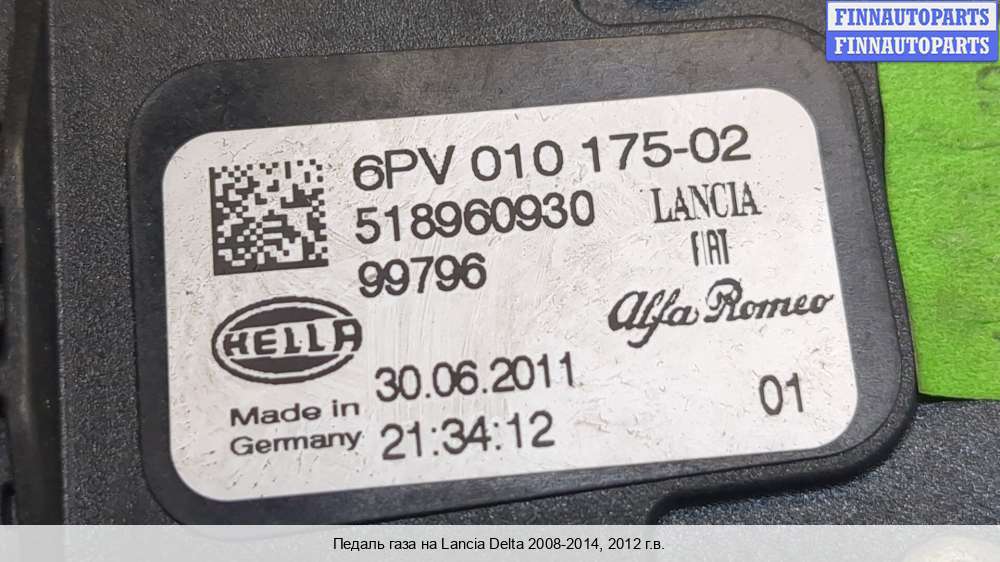 FINNAUTOPARTS
FINNAUTOPARTS
6PV 010 175-02
518960930
99796
LANCIA
FIAT
Alfa Romeo
HELLA
30.06.2011
21:34:12
Made in
Germany
01
Педаль газа на Lancia Delta 2008-2014, 2012 г.в.